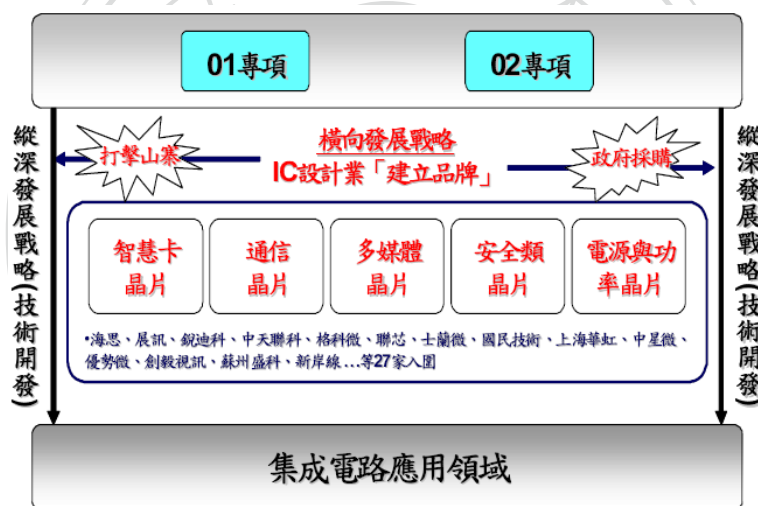 01專項
02專項
縱深發展戰略(技術開發)
打擊山寨
橫向發展戰略
IC設計業「建立品牌」
政府採購
縱深發展戰略(技術開發)
智慧卡
晶片
通信
晶片
多媒體
晶片
安全類
晶片
電源與功
率晶片
•海思、展訊、銳迪科、中天聯科、格科微、聯芯、士蘭微、國民技術、上海華虹、中星微、
優勢微、創毅視訊、蘇州盛科、新岸線…等27家入圍
集成電路應用領域